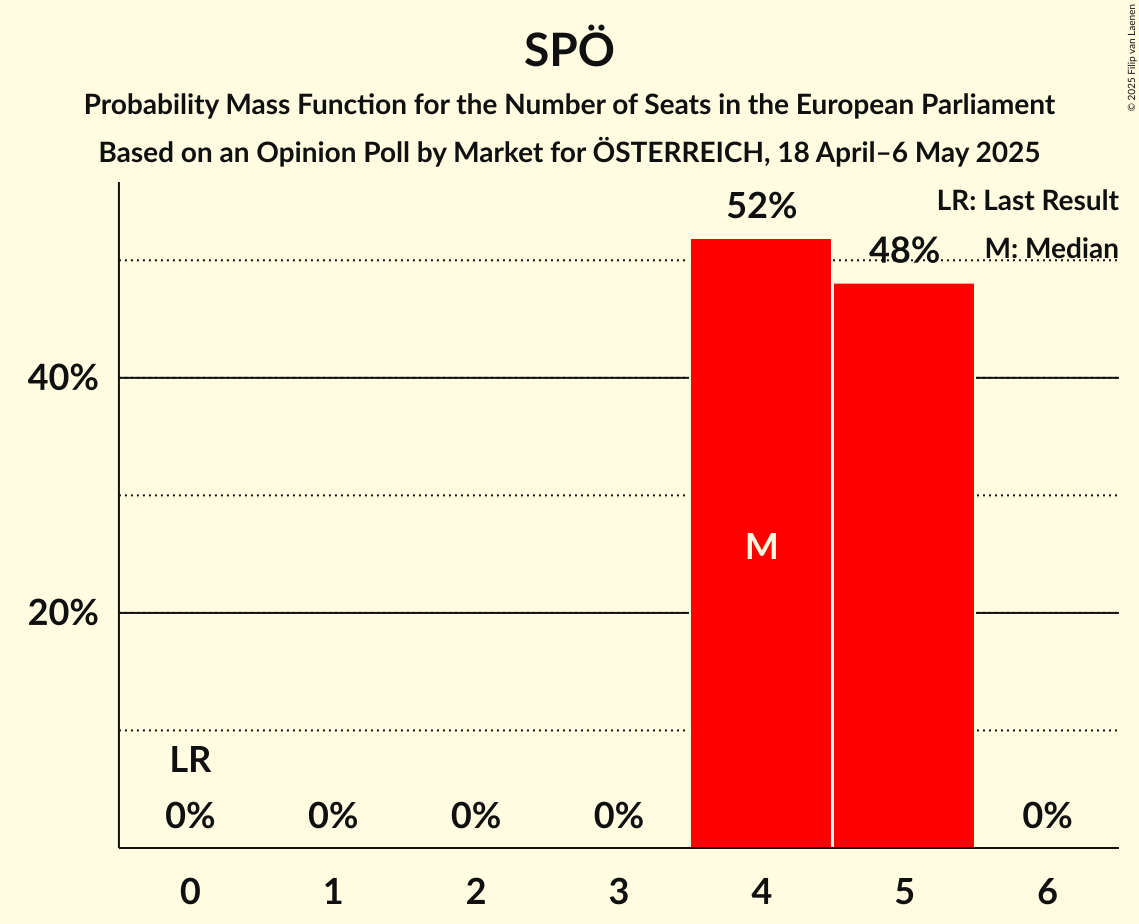 SPÖ
Probability Mass Function for the Number of Seats in the European Parliament
Based on an Opinion Poll by Market for ÖSTERREICH, 18 April–6 May 2025
© 2025 Filip van Laenen
LR: Last Result
M: Median
52%
48%
40%
20%
M
LR
0% 0% 0% 0% 0%
0 1 2 3 4 5 6